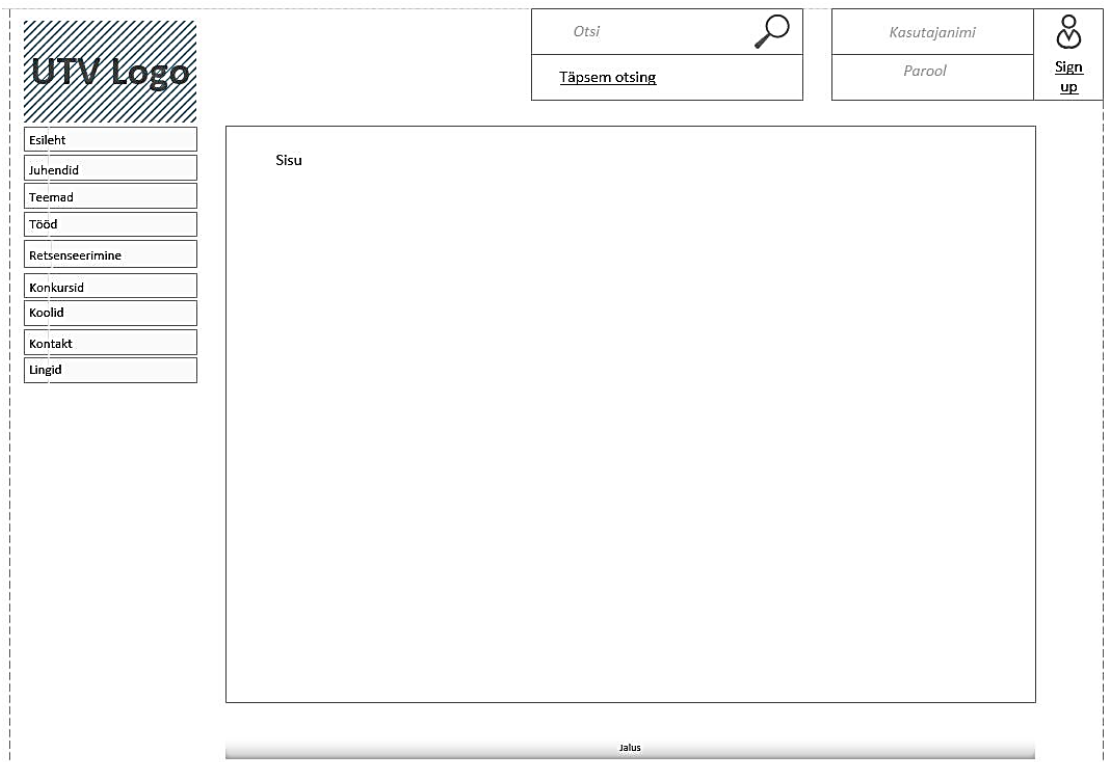 UTV Logo
Otsi
Täpsem otsing
Kasutajanimi
Parool
Sign
up
Esileht
Juhendid
Teemad
Tööd
Retsenseerimine
Konkursid
Koolid
Kontakt
Lingid
Sisu
Jalus